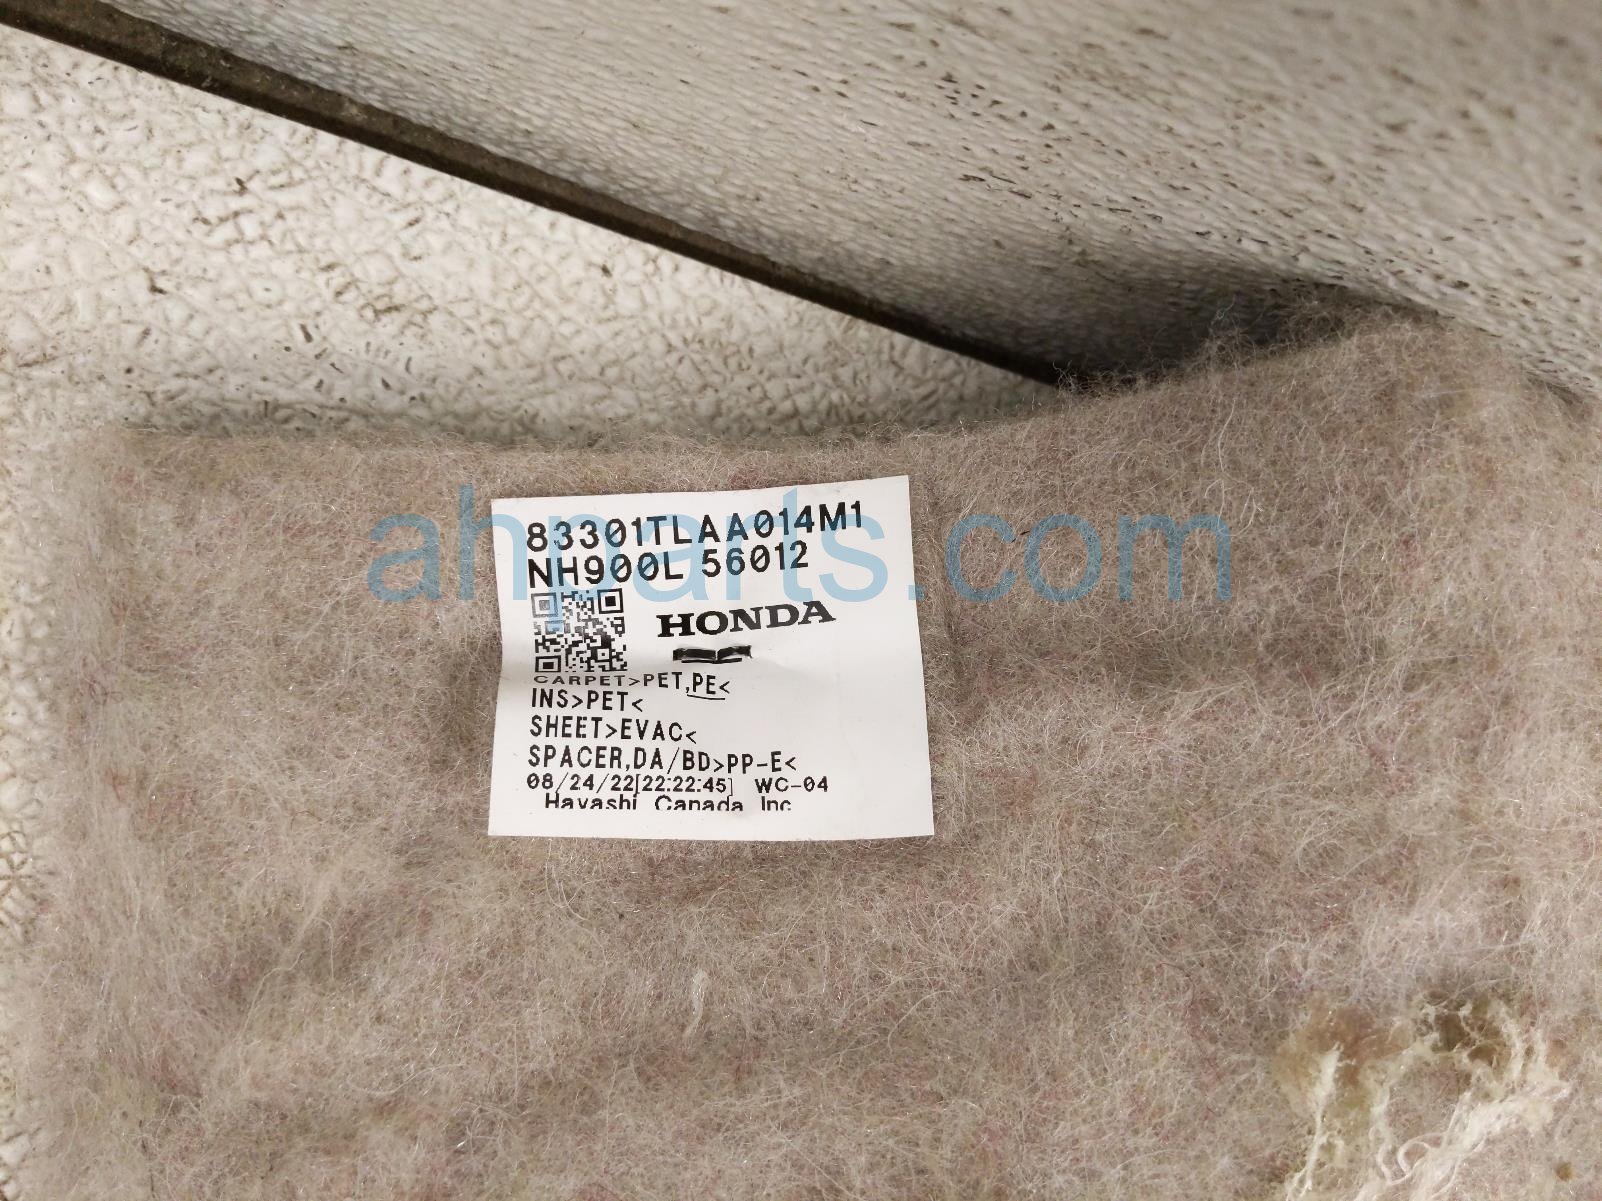 83301TLAA014M1
NH900L 56012
HONDA
CARPET>PET,PE<
INS>PET<
SHEET>EVAC<
SPACER,DA/BD>PP-E<
08/24/22[22:22:45] WC-04
Hayashi Canada Inc
ahparts.com